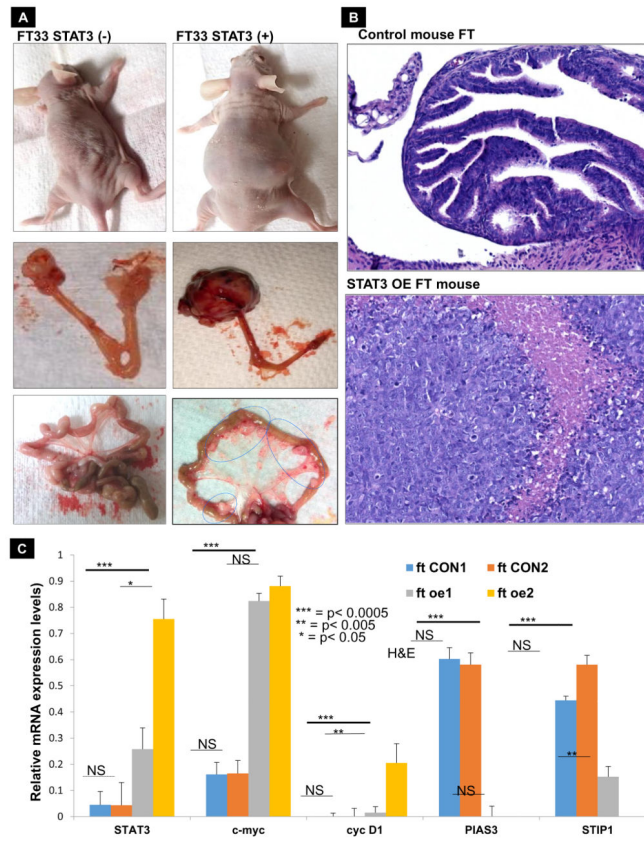 A
FT33 STAT3 (-)
FT33 STAT3 (+)
B
Control mouse FT
STAT3 OE FT mouse
C
Relative mRNA expression levels
1
0.9
0.8
0.7
0.6
0.5
0.4
0.3
0.2
0.1
0
***
*
NS
***
NS
NS
*** = p< 0.0005
** = p< 0.005
* = p< 0.05
***
**
NS
ft CON1
ft CON2
ft oe1
ft oe2
***
NS
H&E
NS
***
NS
**
STAT3
c-myc
cyc D1
PIAS3
STIP1